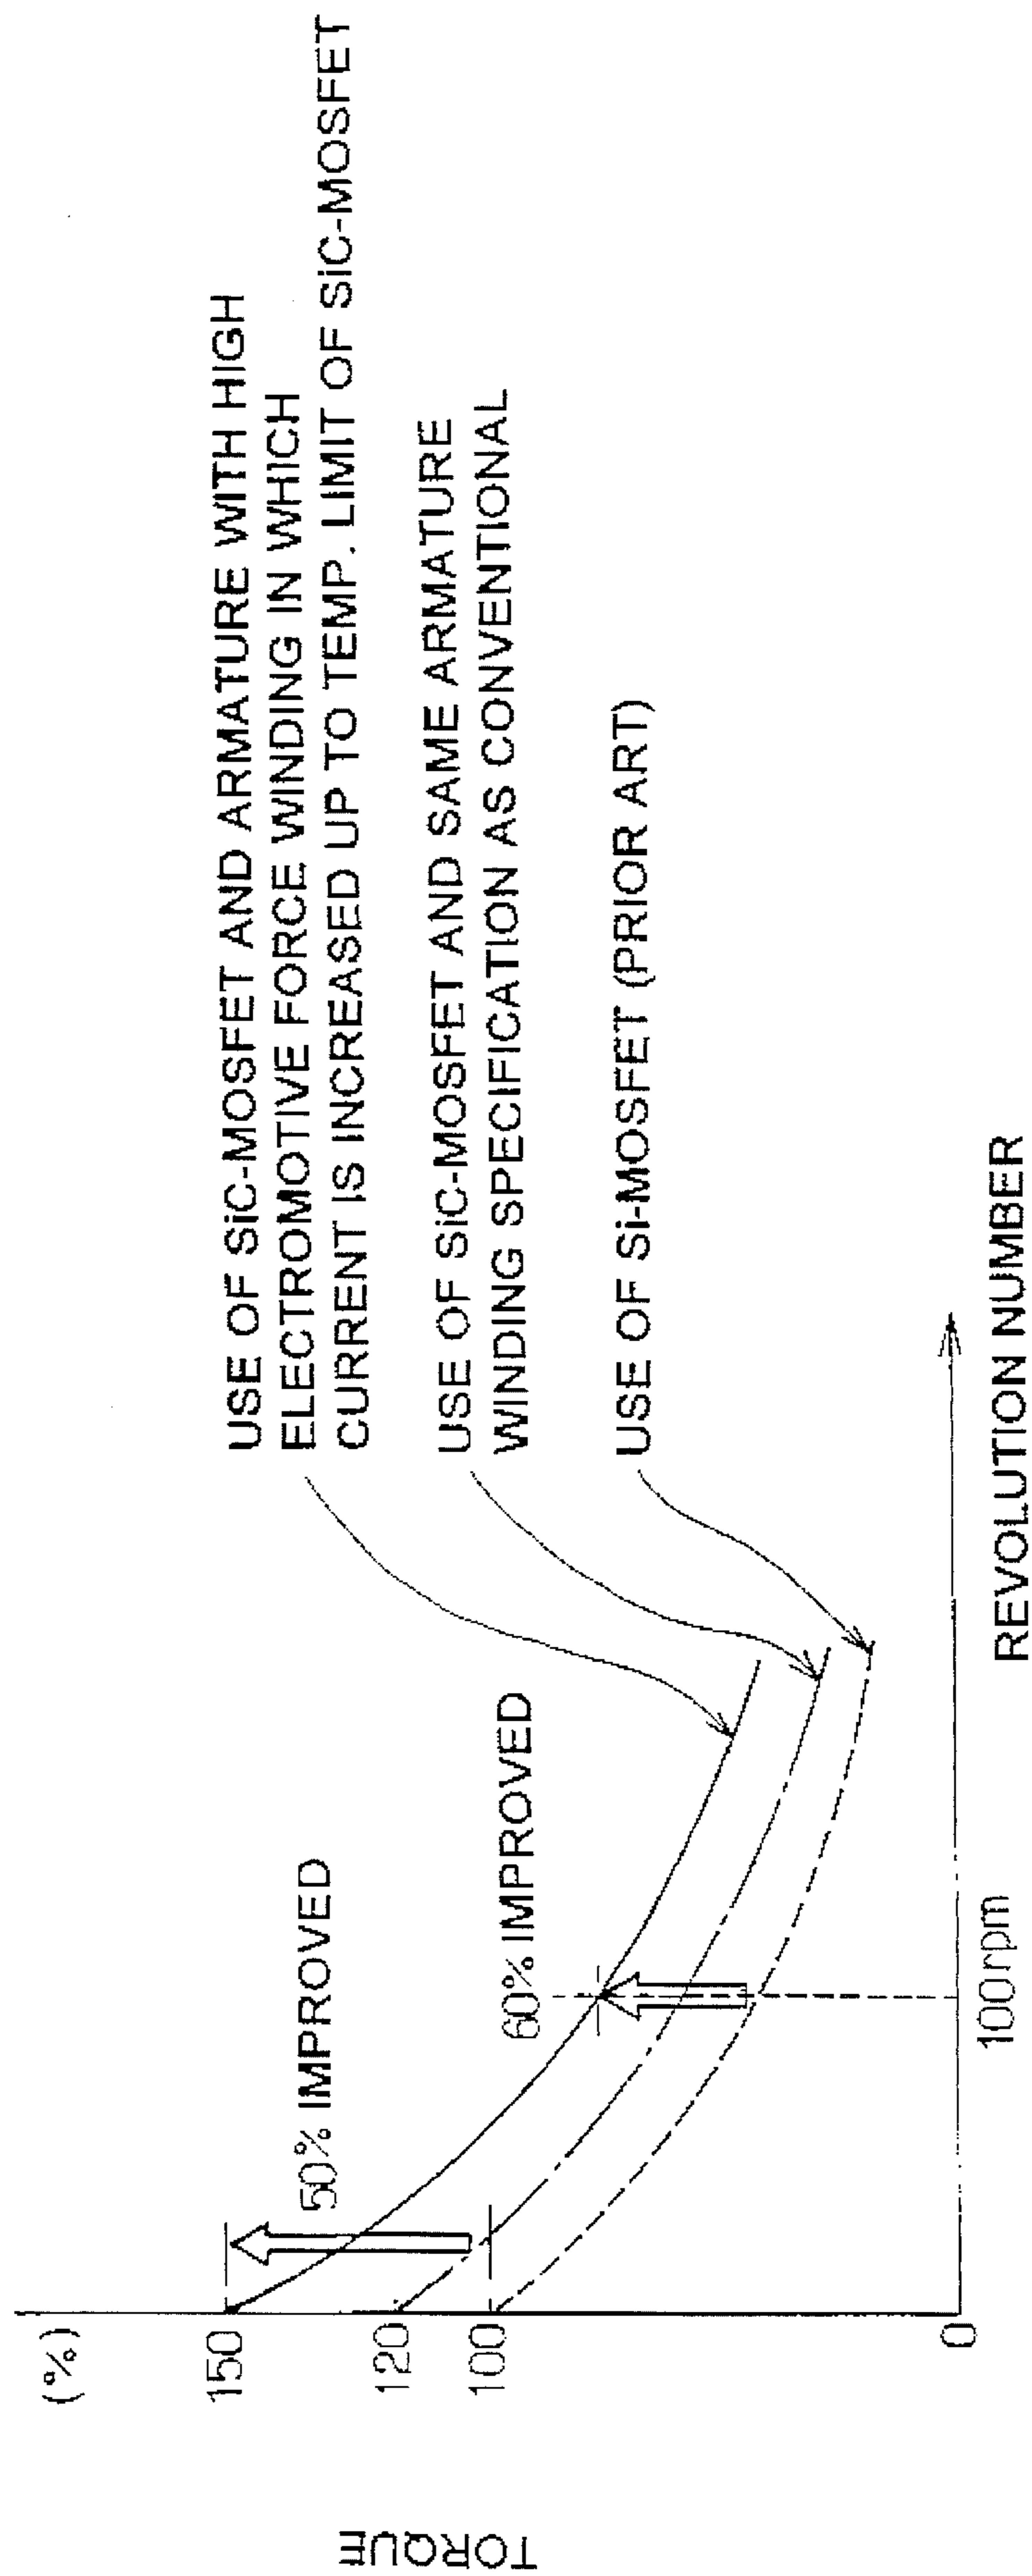 (%)
TORQUE
150
120
100
0
50% IMPROVED
60% IMPROVED
100rpm
REVOLUTION NUMBER
USE OF SiC-MOSFET AND ARMATURE WITH HIGH
ELECTROMOTIVE FORCE WINDING IN WHICH
CURRENT IS INCREASED UP TO TEMP. LIMIT OF SiC-MOSFET
USE OF SiC-MOSFET AND SAME ARMATURE
WINDING SPECIFICATION AS CONVENTIONAL
USE OF Si-MOSFET (PRIOR ART)